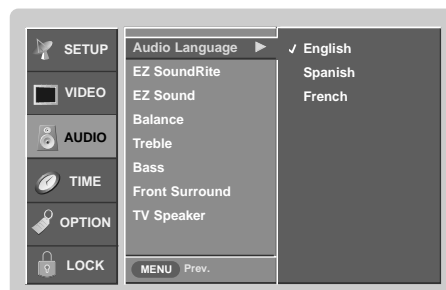 SETUP
VIDEO
AUDIO
TIME
OPTION
LOCK
Audio Language ▶
EZ SoundRite
EZ Sound
Balance
Treble
Bass
Front Surround
TV Speaker
MENU Prev.
✓ English
Spanish
French